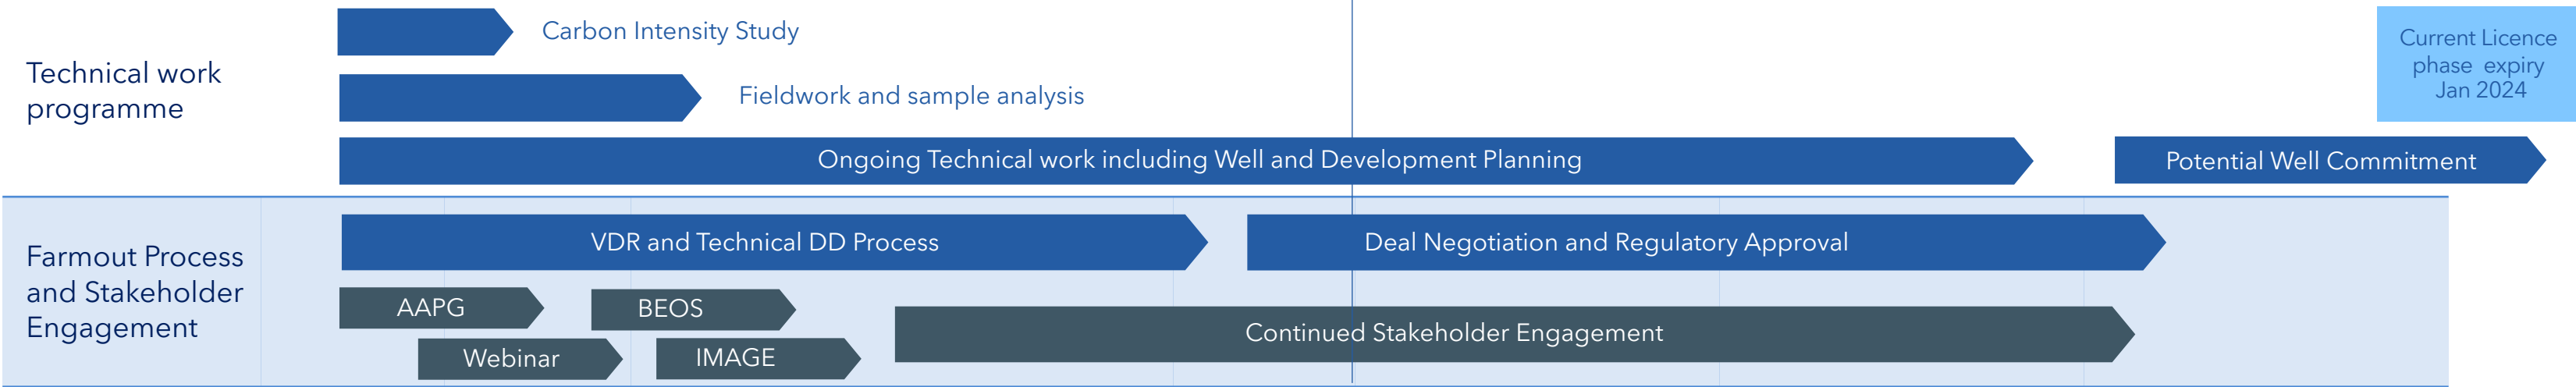 Technical work
programme
Carbon Intensity Study
Fieldwork and sample analysis
Ongoing Technical work including Well and Development Planning
Current Licence
phase expiry
Jan 2024
Potential Well Commitment
Farmout Process
and Stakeholder
Engagement
VDR and Technical DD Process
Deal Negotiation and Regulatory Approval
AAPG
BEOS
Webinar
IMAGE
Continued Stakeholder Engagement